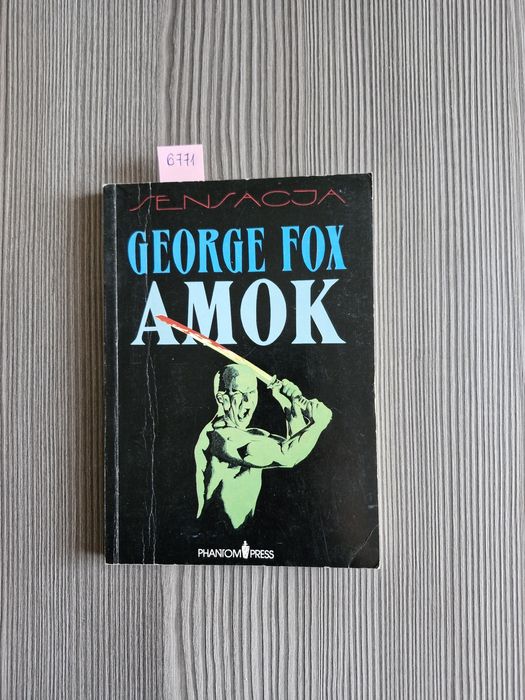 6771
SENSACJA
GEORGE FOX
AMOK
PHANTOM PRESS